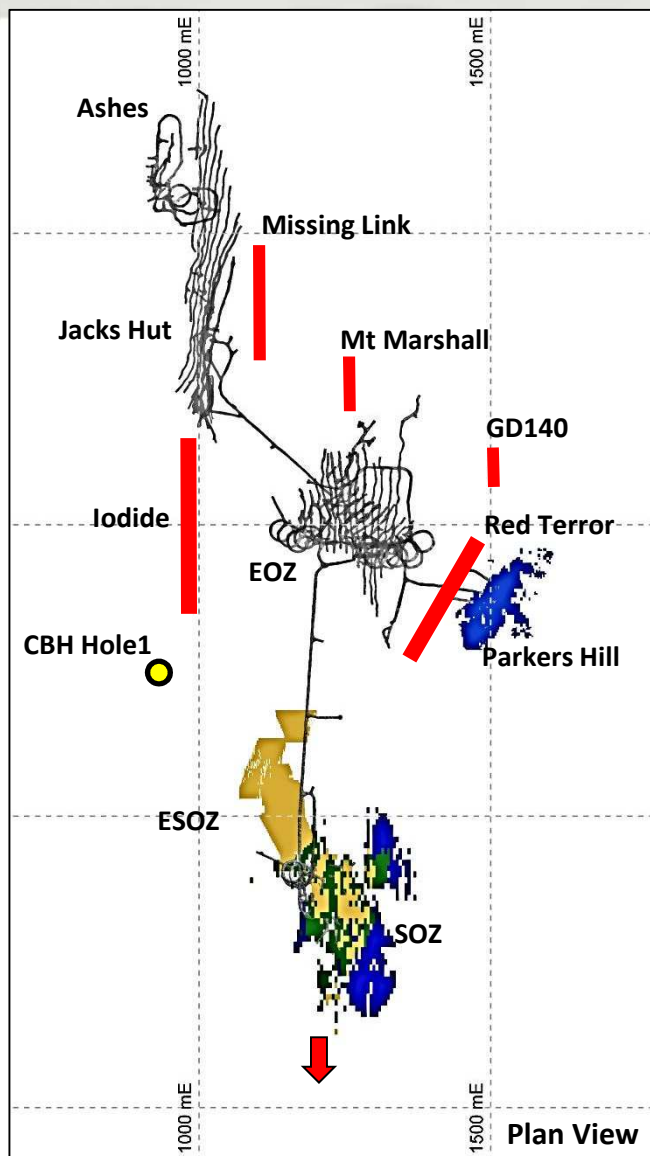 1000 mE
1500 mE
Ashes
Missing Link
Jacks Hut
Mt Marshall
GD140
Iodide
Red Terror
EOZ
CBH Hole1
Parkers Hill
ESOZ
SOZ
1000 mE
1500 mE
Plan View